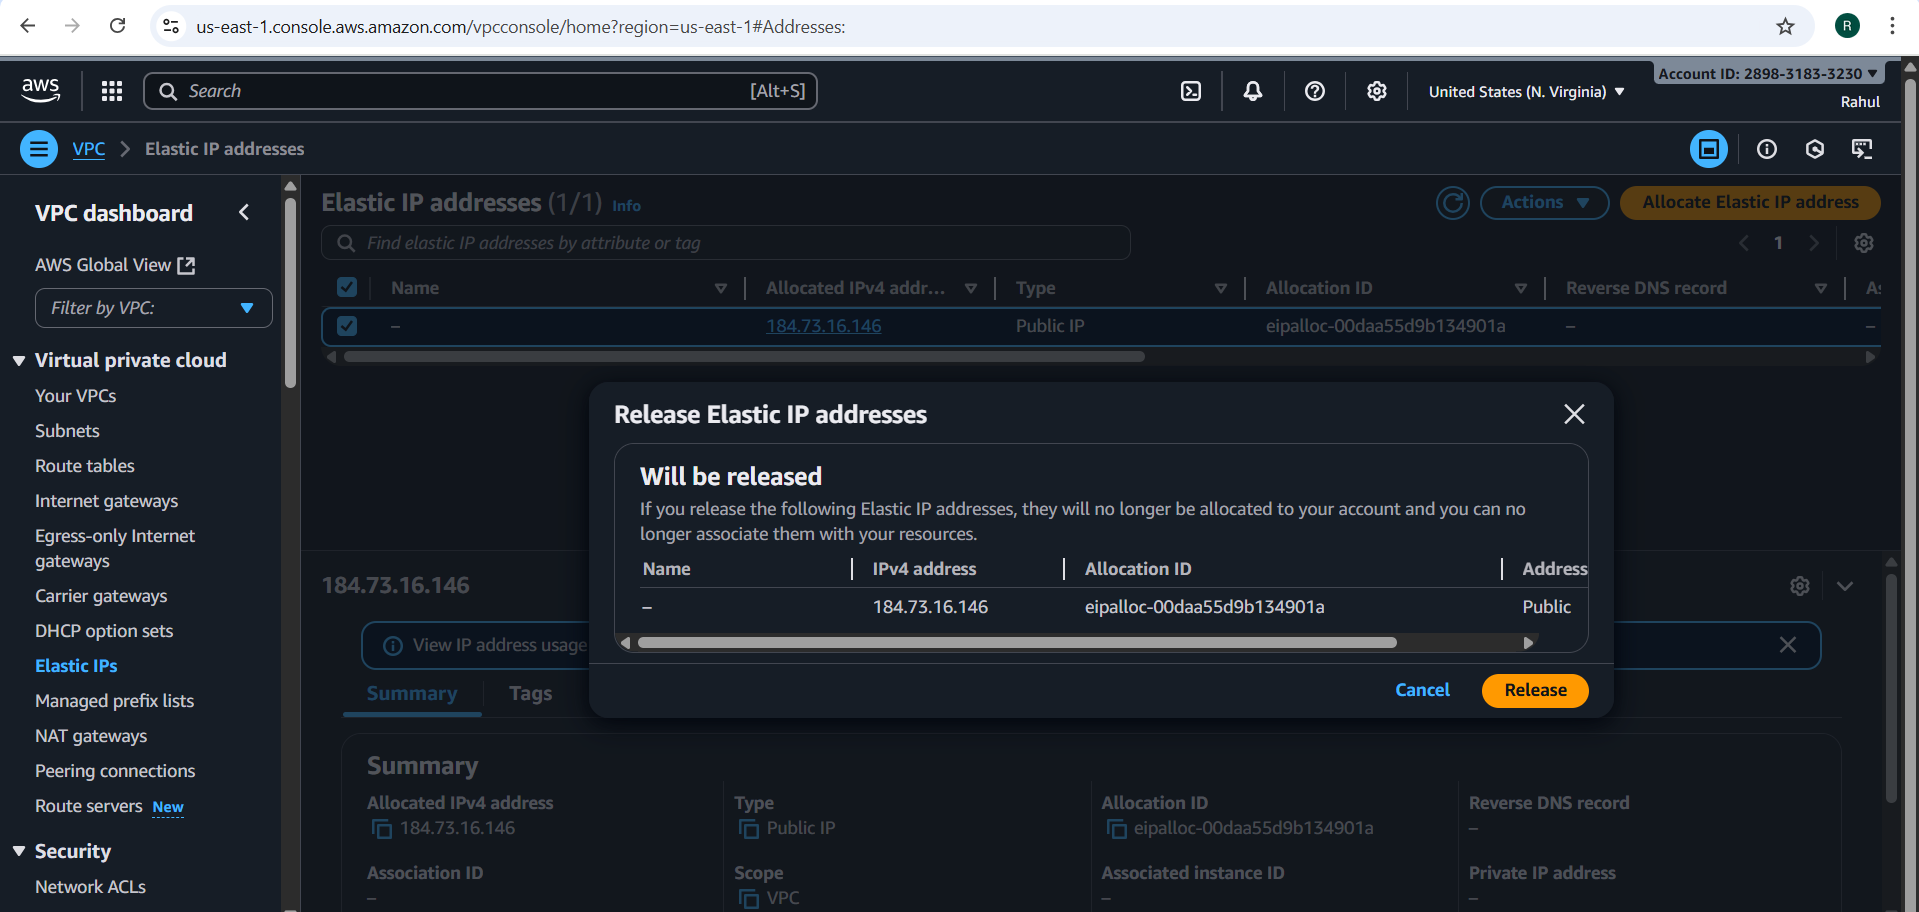 us-east-1.console.aws.amazon.com/vpcconsole/home?region=us-east-1#Addresses:
R
aws
Search
[Alt+S]
United States (N. Virginia)
Account ID: 2898-3183-3230
Rahul
VPC
Elastic IP addresses
VPC dashboard
AWS Global View
Filter by VPC:
Virtual private cloud
Your VPCs
Subnets
Route tables
Internet gateways
Egress-only Internet
gateways
Carrier gateways
DHCP option sets
Elastic IPs
Managed prefix lists
NAT gateways
Peering connections
Route servers New
Security
Network ACLs
Elastic IP addresses (1/1) Info
Actions
Allocate Elastic IP address
Find elastic IP addresses by attribute or tag
1
Name
Allocated IPv4 addr...
Type
Allocation ID
Reverse DNS record
As
–
184.73.16.146
Public IP
eipalloc-00daa55d9b134901a
–
–
Release Elastic IP addresses
Will be released
If you release the following Elastic IP addresses, they will no longer be allocated to your account and you can no
longer associate them with your resources.
Name
IPv4 address
Allocation ID
Address
–
184.73.16.146
eipalloc-00daa55d9b134901a
Public
Cancel
Release
184.73.16.146
View IP address usage
Summary
Tags
Summary
Allocated IPv4 address
184.73.16.146
Type
Public IP
Allocation ID
eipalloc-00daa55d9b134901a
Reverse DNS record
–
Association ID
–
Scope
VPC
Associated instance ID
–
Private IP address
–